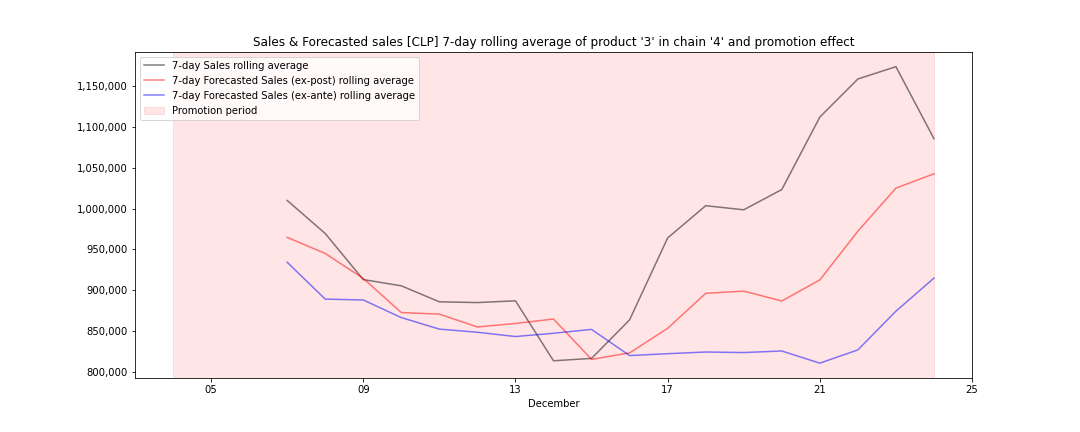 Sales & Forecasted sales [CLP] 7-day rolling average of product '3' in chain '4' and promotion effect
7-day Sales rolling average
7-day Forecasted Sales (ex-post) rolling average
7-day Forecasted Sales (ex-ante) rolling average
Promotion period
1,150,000
1,100,000
1,050,000
1,000,000
950,000
900,000
850,000
800,000
05 09 13 17 21 25
December